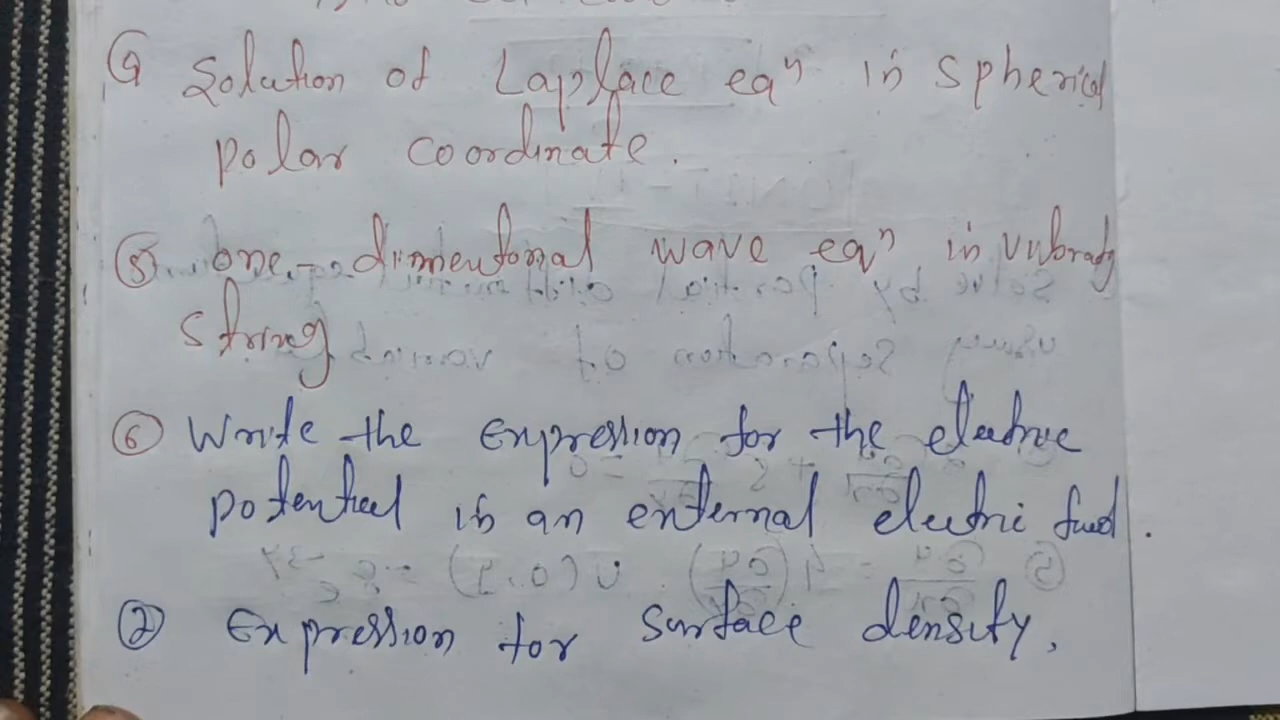 ④ Solution of Laplace eqⁿ in spherical
polar coordinate.
⑤ one-dimentional wave eqⁿ in vibrating
string
⑥ Write the Expression for the electric
potential in an external electric field.
⑦ Expression for surface density.